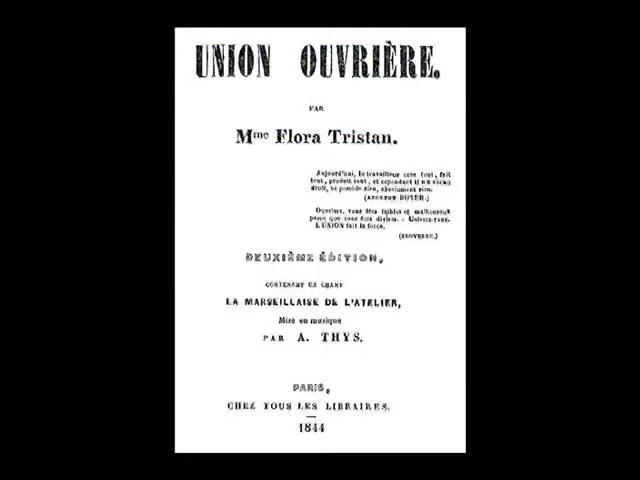 UNION OUVRIÈRE.
PAR
Mme Flora Tristan.
Aujourd'hui, le travailleur crée tout, fait
tout, produit tout, et cependant il n'a aucun
droit, ne possède rien, absolument rien.
(ADOLPHE BOYER.)
Ouvriers, vous êtes faibles et malheureux
parce que vous êtes divisés. — Unissez-vous.
L'UNION fait la force.
(PROVERBE.)
DEUXIÈME ÉDITION,
CONTENANT UN CHANT
LA MARSEILLAISE DE L'ATELIER,
Mise en musique
PAR A. THYS.
PARIS,
CHEZ TOUS LES LIBRAIRES.
1844